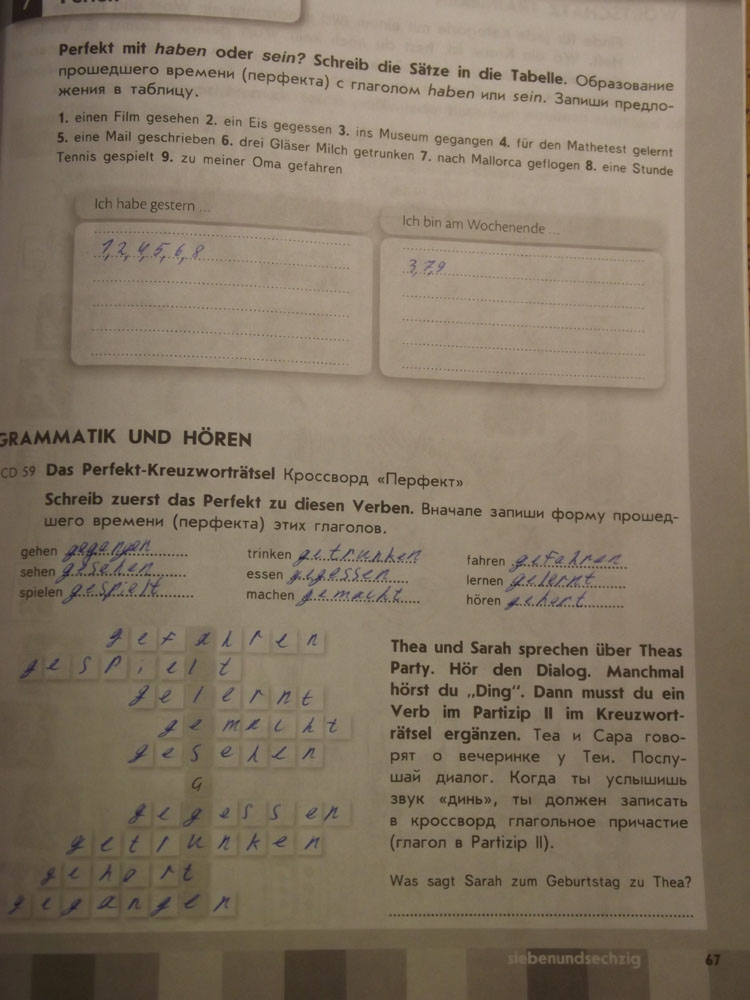 7 Ferien
Perfekt mit haben oder sein? Schreib die Sätze in die Tabelle. Образование
прошедшего времени (перфекта) с глаголом haben или sein. Запиши предло-
жения в таблицу.
1. einen Film gesehen 2. ein Eis gegessen 3. ins Museum gegangen 4. für den Mathetest gelernt
5. eine Mail geschrieben 6. drei Gläser Milch getrunken 7. nach Mallorca geflogen 8. eine Stunde
Tennis gespielt 9. zu meiner Oma gefahren
Ich habe gestern ...
Ich bin am Wochenende ...
1,2,4,5,6,8
3,7,9
GRAMMATIK UND HÖREN
CD 59 Das Perfekt-Kreuzworträtsel Кроссворд «Перфект»
Schreib zuerst das Perfekt zu diesen Verben. Вначале запиши форму прошед-
шего времени (перфекта) этих глаголов.
gehen gegangen trinken getrunken fahren gefahren
sehen gesehen essen gegessen lernen gelernt
spielen gespielt machen gemacht hören gehert
gefahren
gespielt
gelernt
gemacht
gesehen
a
gegessen
getrunken
gehort
gegangen
Thea und Sarah sprechen über Theas
Party. Hör den Dialog. Manchmal
hörst du „Ding“. Dann musst du ein
Verb im Partizip II im Kreuzwort-
rätsel ergänzen. Теа и Сара гово-
рят о вечеринке у Теи. Послу-
шай диалог. Когда ты услышишь
звук «динь», ты должен записать
в кроссворд глагольное причастие
(глагол в Partizip II).
Was sagt Sarah zum Geburtstag zu Thea?
siebenundsechzig 67